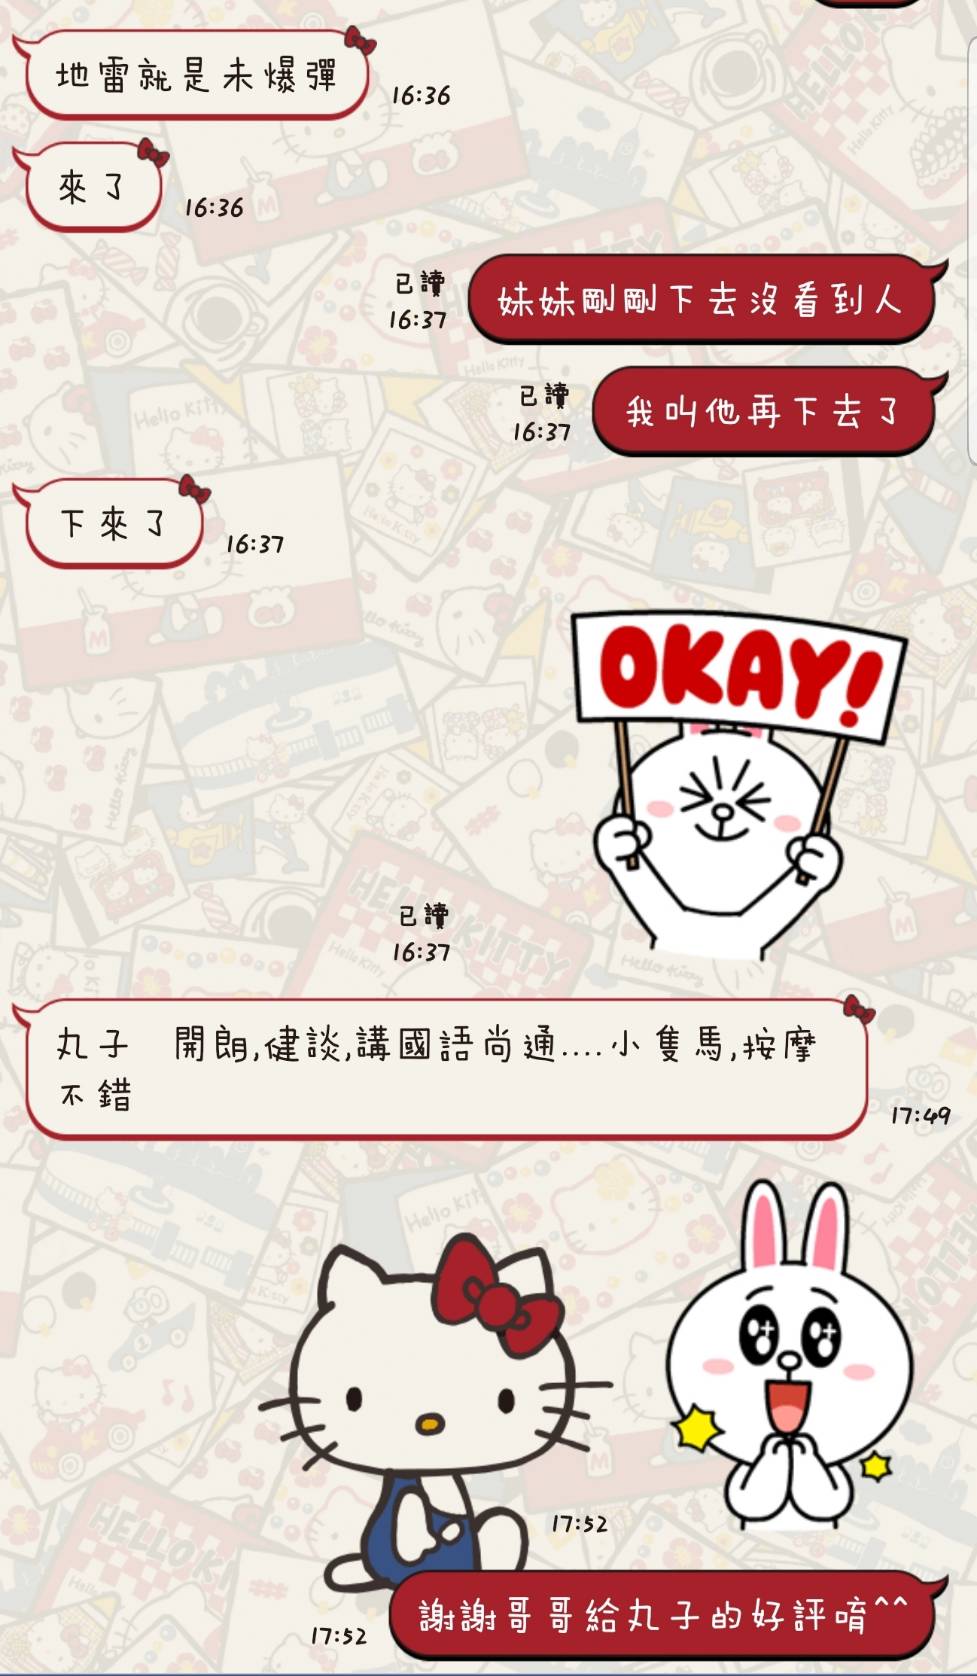 地雷就是未爆彈
16:36
來了
16:36
已讀
16:37
妹妹剛剛下去沒看到人
已讀
16:37
我叫他再下去了
下來了
16:37
OKAY!
已讀
16:37
丸子 開朗,健談,講國語尚通....小隻馬,按摩
不錯
17:49
17:52
17:52
謝謝哥哥給丸子的好評唷^^